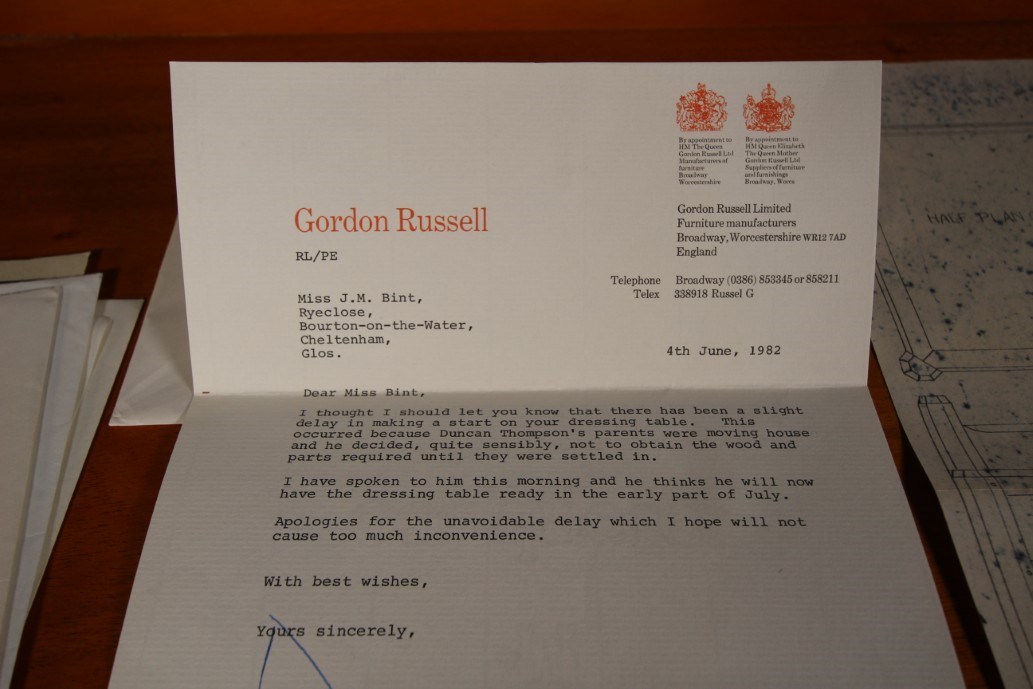 By appointment to
HM The Queen
Gordon Russell Ltd
Manufacturers of
furniture
Broadway
Worcestershire
By appointment to
HM Queen Elizabeth
The Queen Mother
Gordon Russell Ltd
Suppliers of furniture
and furnishings
Broadway, Worcs
Gordon Russell
Gordon Russell Limited
Furniture manufacturers
Broadway, Worcestershire WR12 7AD
England
Telephone Broadway (0386) 853345 or 858211
Telex 338918 Russel G
RL/PE
Miss J.M. Bint,
Ryeclose,
Bourton-on-the-Water,
Cheltenham,
Glos.
4th June, 1982
Dear Miss Bint,
I thought I should let you know that there has been a slight
delay in making a start on your dressing table. This
occurred because Duncan Thompson's parents were moving house
and he decided, quite sensibly, not to obtain the wood and
parts required until they were settled in.
I have spoken to him this morning and he thinks he will now
have the dressing table ready in the early part of July.
Apologies for the unavoidable delay which I hope will not
cause too much inconvenience.
With best wishes,
Yours sincerely,
HALF PLAN